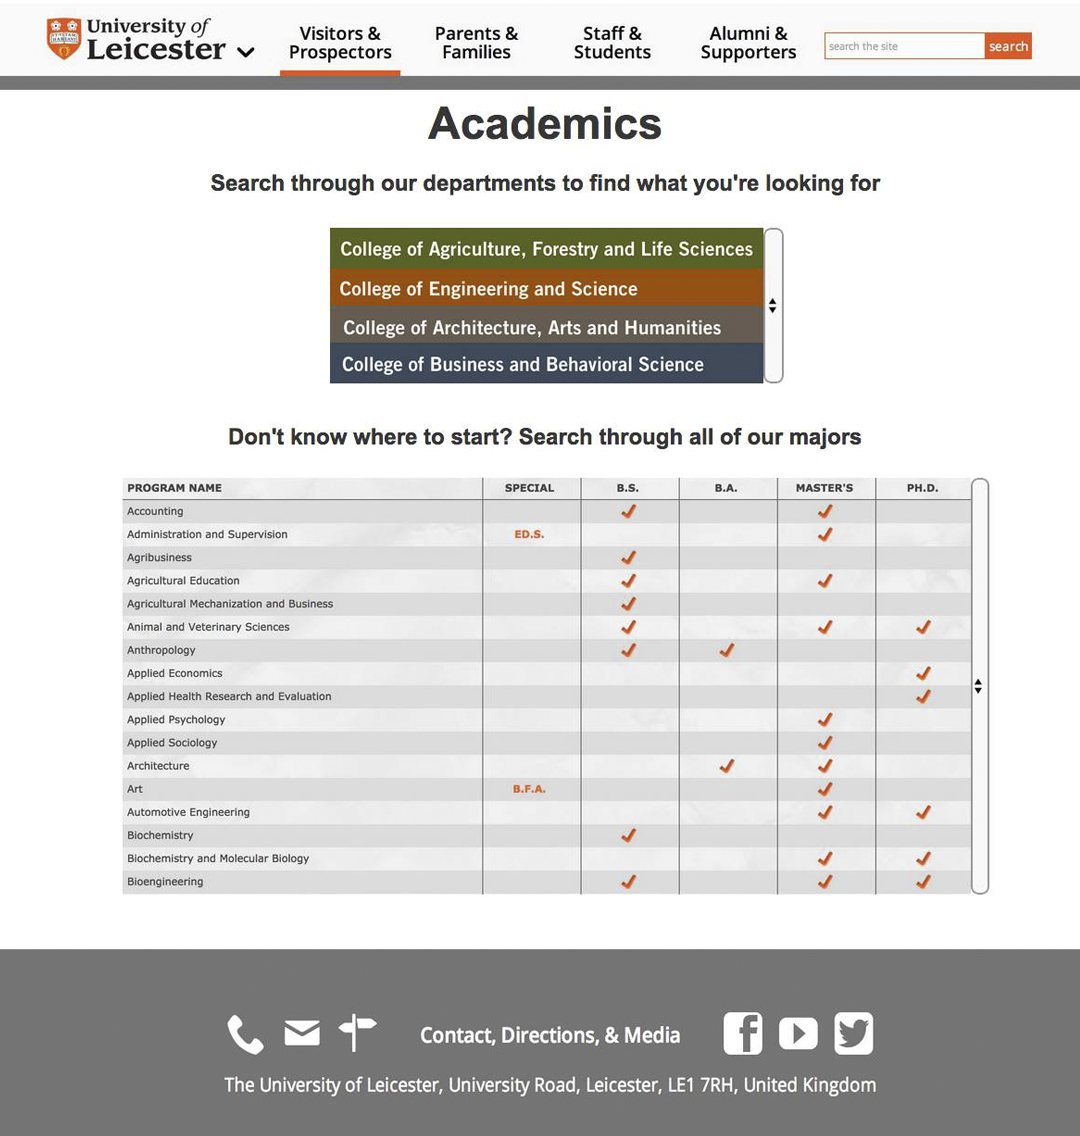 University of
Leicester
Visitors &
Prospectors
Parents &
Families
Staff &
Students
Alumni &
Supporters
search the site
search
Academics
Search through our departments to find what you're looking for
College of Agriculture, Forestry and Life Sciences
College of Engineering and Science
College of Architecture, Arts and Humanities
College of Business and Behavioral Science
Don't know where to start? Search through all of our majors
PROGRAM NAME SPECIAL B.S. B.A. MASTER'S PH.D.
Accounting
Administration and Supervision ED.S.
Agribusiness
Agricultural Education
Agricultural Mechanization and Business
Animal and Veterinary Sciences
Anthropology
Applied Economics
Applied Health Research and Evaluation
Applied Psychology
Applied Sociology
Architecture
Art B.F.A.
Automotive Engineering
Biochemistry
Biochemistry and Molecular Biology
Bioengineering
Contact, Directions, & Media
The University of Leicester, University Road, Leicester, LE1 7RH, United Kingdom